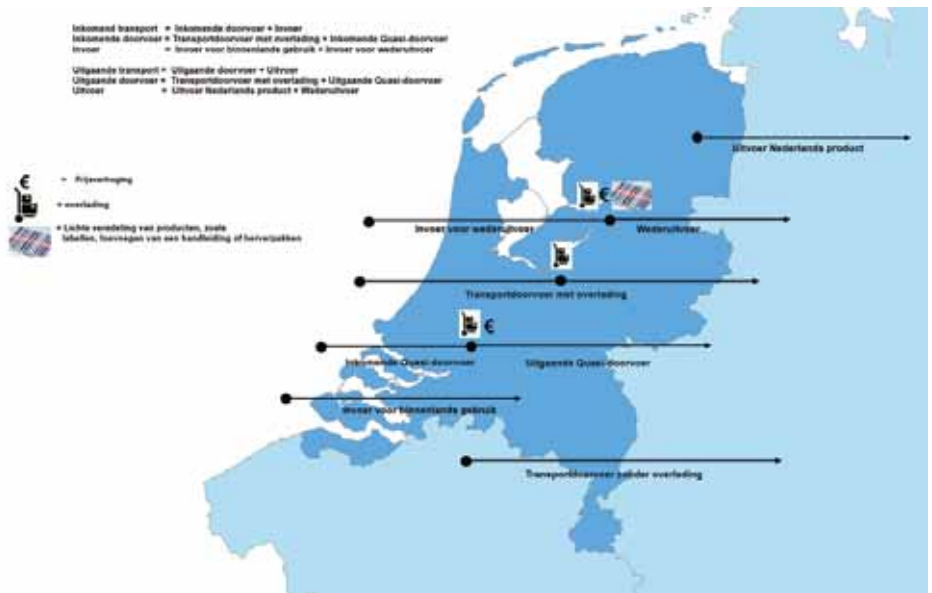 Inkomend transport = Inkomende doorvoer + Invoer
Inkomende doorvoer = Transportdoorvoer met overlading + Inkomende Quasi-doorvoer
Invoer = Invoer voor binnenlands gebruik + Invoer voor wederuitvoer
Uitgaande transport = Uitgaande doorvoer + Uitvoer
Uitgaande doorvoer = Transportdoorvoer met overlading + Uitgaande Quasi-doorvoer
Uitvoer = Uitvoer Nederlands product + Wederuitvoer
Uitvoer Nederlands product
€ = Prijsverhoging
= overlading
= Lichte veredeling van producten, zoals
labellen, toevoegen van een handleiding of herverpakken
€
Invoer voor wederuitvoer Wederuitvoer
Transportdoorvoer met overlading
€
Inkomende Quasi-doorvoer Uitgaande Quasi-doorvoer
Invoer voor binnenlands gebruik
Transportdoorvoer zonder overlading